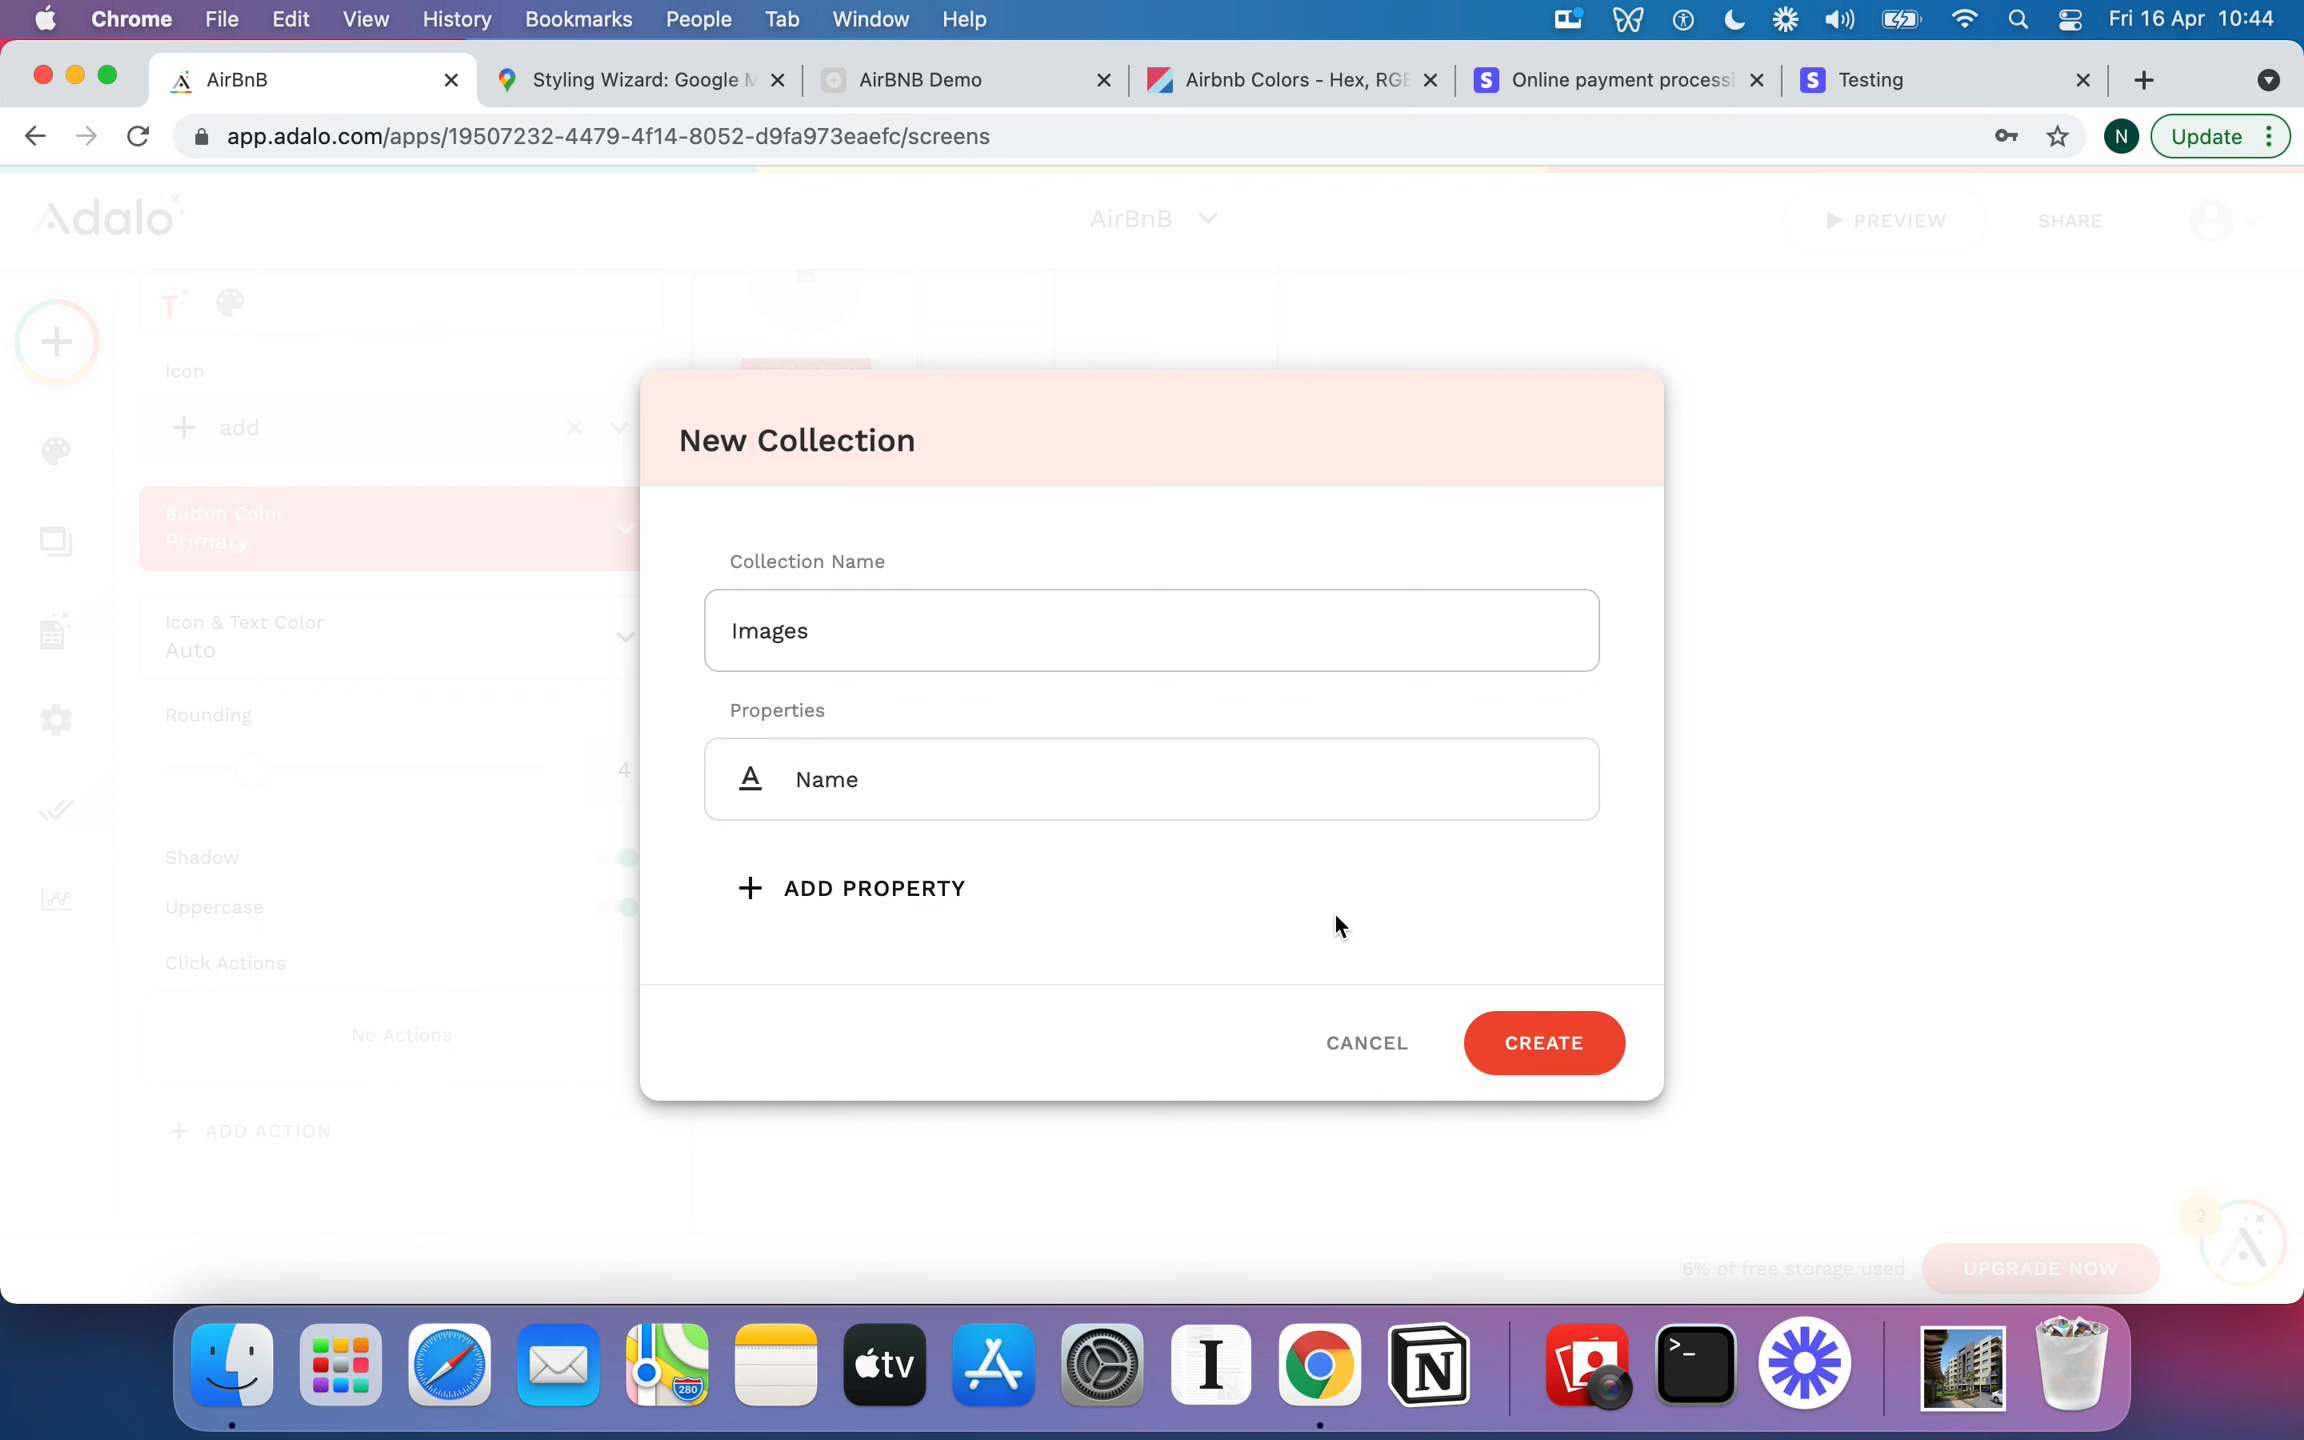 Chrome File Edit View History Bookmarks People Tab Window Help Fri 16 Apr 10:44
AirBnB Styling Wizard: Google M AirBNB Demo Airbnb Colors - Hex, RGB Online payment processi Testing
app.adalo.com/apps/19507232-4479-4f14-8052-d9fa973eaefc/screens N Update
Adalo AirBnB PREVIEW SHARE
Icon
add
Button Color
Primary
Icon & Text Color
Auto
Rounding
4
Shadow
Uppercase
Click Actions
No Actions
+ ADD ACTION
New Collection
Collection Name
Images
Properties
A Name
+ ADD PROPERTY
CANCEL CREATE
2
6% of free storage used UPGRADE NOW
280
tv